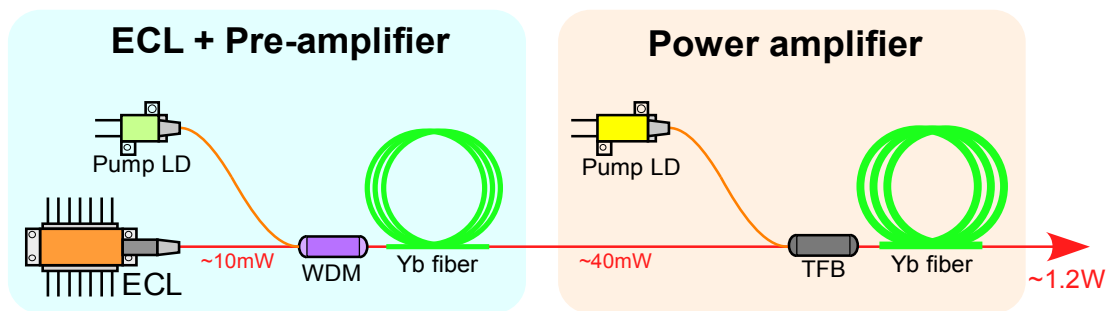 ECL + Pre-amplifier
Power amplifier
Pump LD
Pump LD
ECL
~10mW
WDM
Yb fiber
~40mW
TFB
Yb fiber
~1.2W